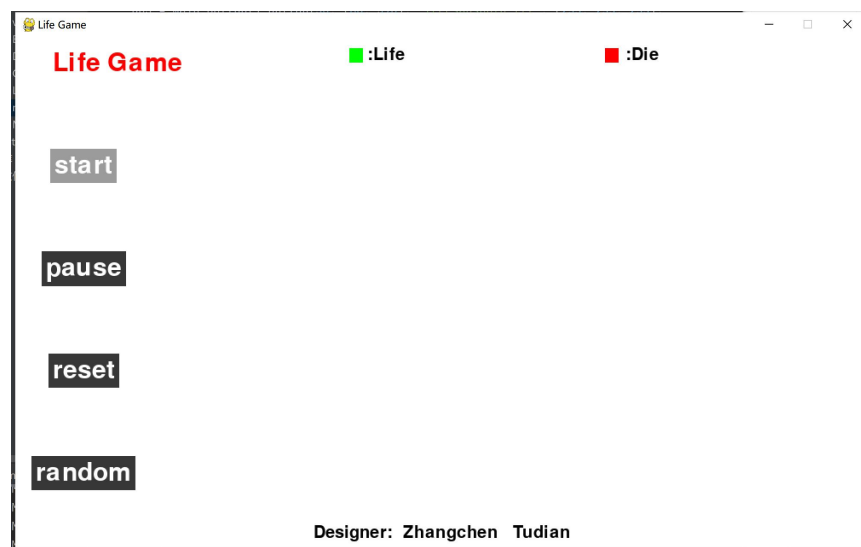 Life Game
Life Game
:Life
:Die
start
pause
reset
random
Designer: Zhangchen Tudian